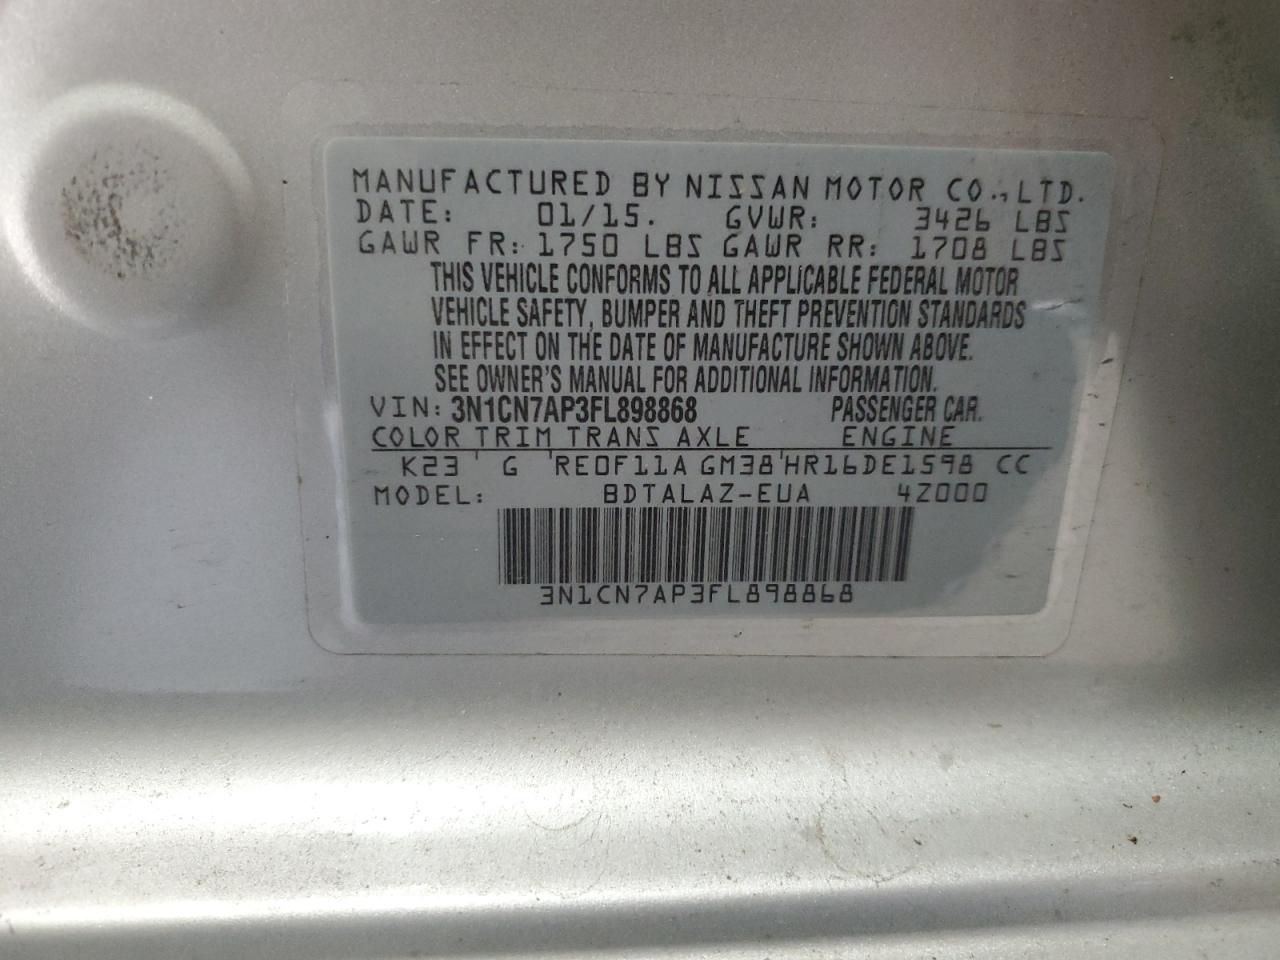 MANUFACTURED BY NISSAN MOTOR CO., LTD.
DATE: 01/15. GVWR: 3426 LBS
GAWR FR: 1750 LBS GAWR RR: 1708 LBS
THIS VEHICLE CONFORMS TO ALL APPLICABLE FEDERAL MOTOR
VEHICLE SAFETY, BUMPER AND THEFT PREVENTION STANDARDS
IN EFFECT ON THE DATE OF MANUFACTURE SHOWN ABOVE.
SEE OWNER'S MANUAL FOR ADDITIONAL INFORMATION.
VIN: 3N1CN7AP3FL898868 PASSENGER CAR.
COLOR TRIM TRANS AXLE ENGINE
K23 G RE0F11A GM38 HR16DE1598 CC
MODEL: BDTALAZ-EUA 4Z000
3N1CN7AP3FL898868